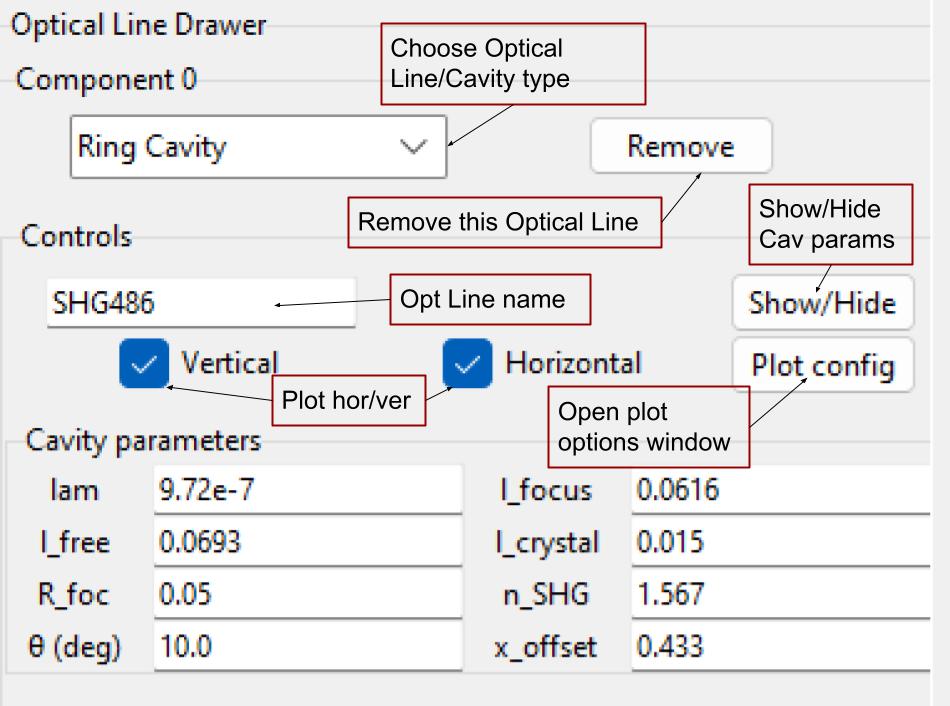 Optical Line Drawer
Choose Optical
Line/Cavity type
Component 0
Ring Cavity
Remove
Remove this Optical Line
Show/Hide
Cav params
Controls
SHG486
Opt Line name
Show/Hide
Vertical
Horizontal
Plot config
Plot hor/ver
Open plot
options window
Cavity parameters
lam 9.72e-7 l_focus 0.0616
l_free 0.0693 l_crystal 0.015
R_foc 0.05 n_SHG 1.567
θ (deg) 10.0 x_offset 0.433